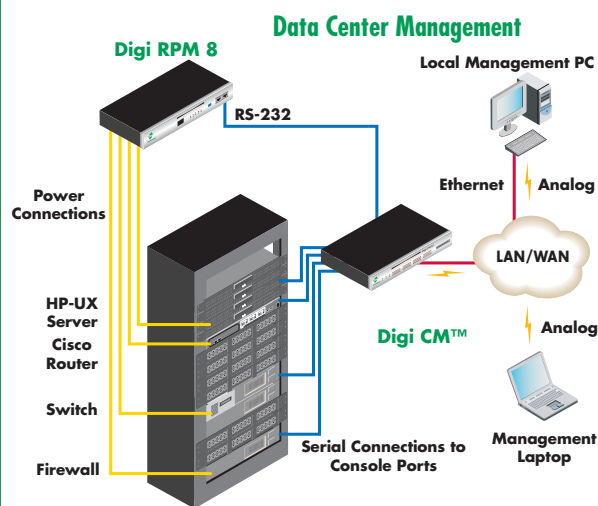 Data Center Management
Digi RPM 8
Local Management PC
RS-232
Power
Connections
Ethernet
Analog
LAN/WAN
HP-UX
Server
Cisco
Router
Digi CM™
Analog
Switch
Serial Connections to
Console Ports
Management
Laptop
Firewall